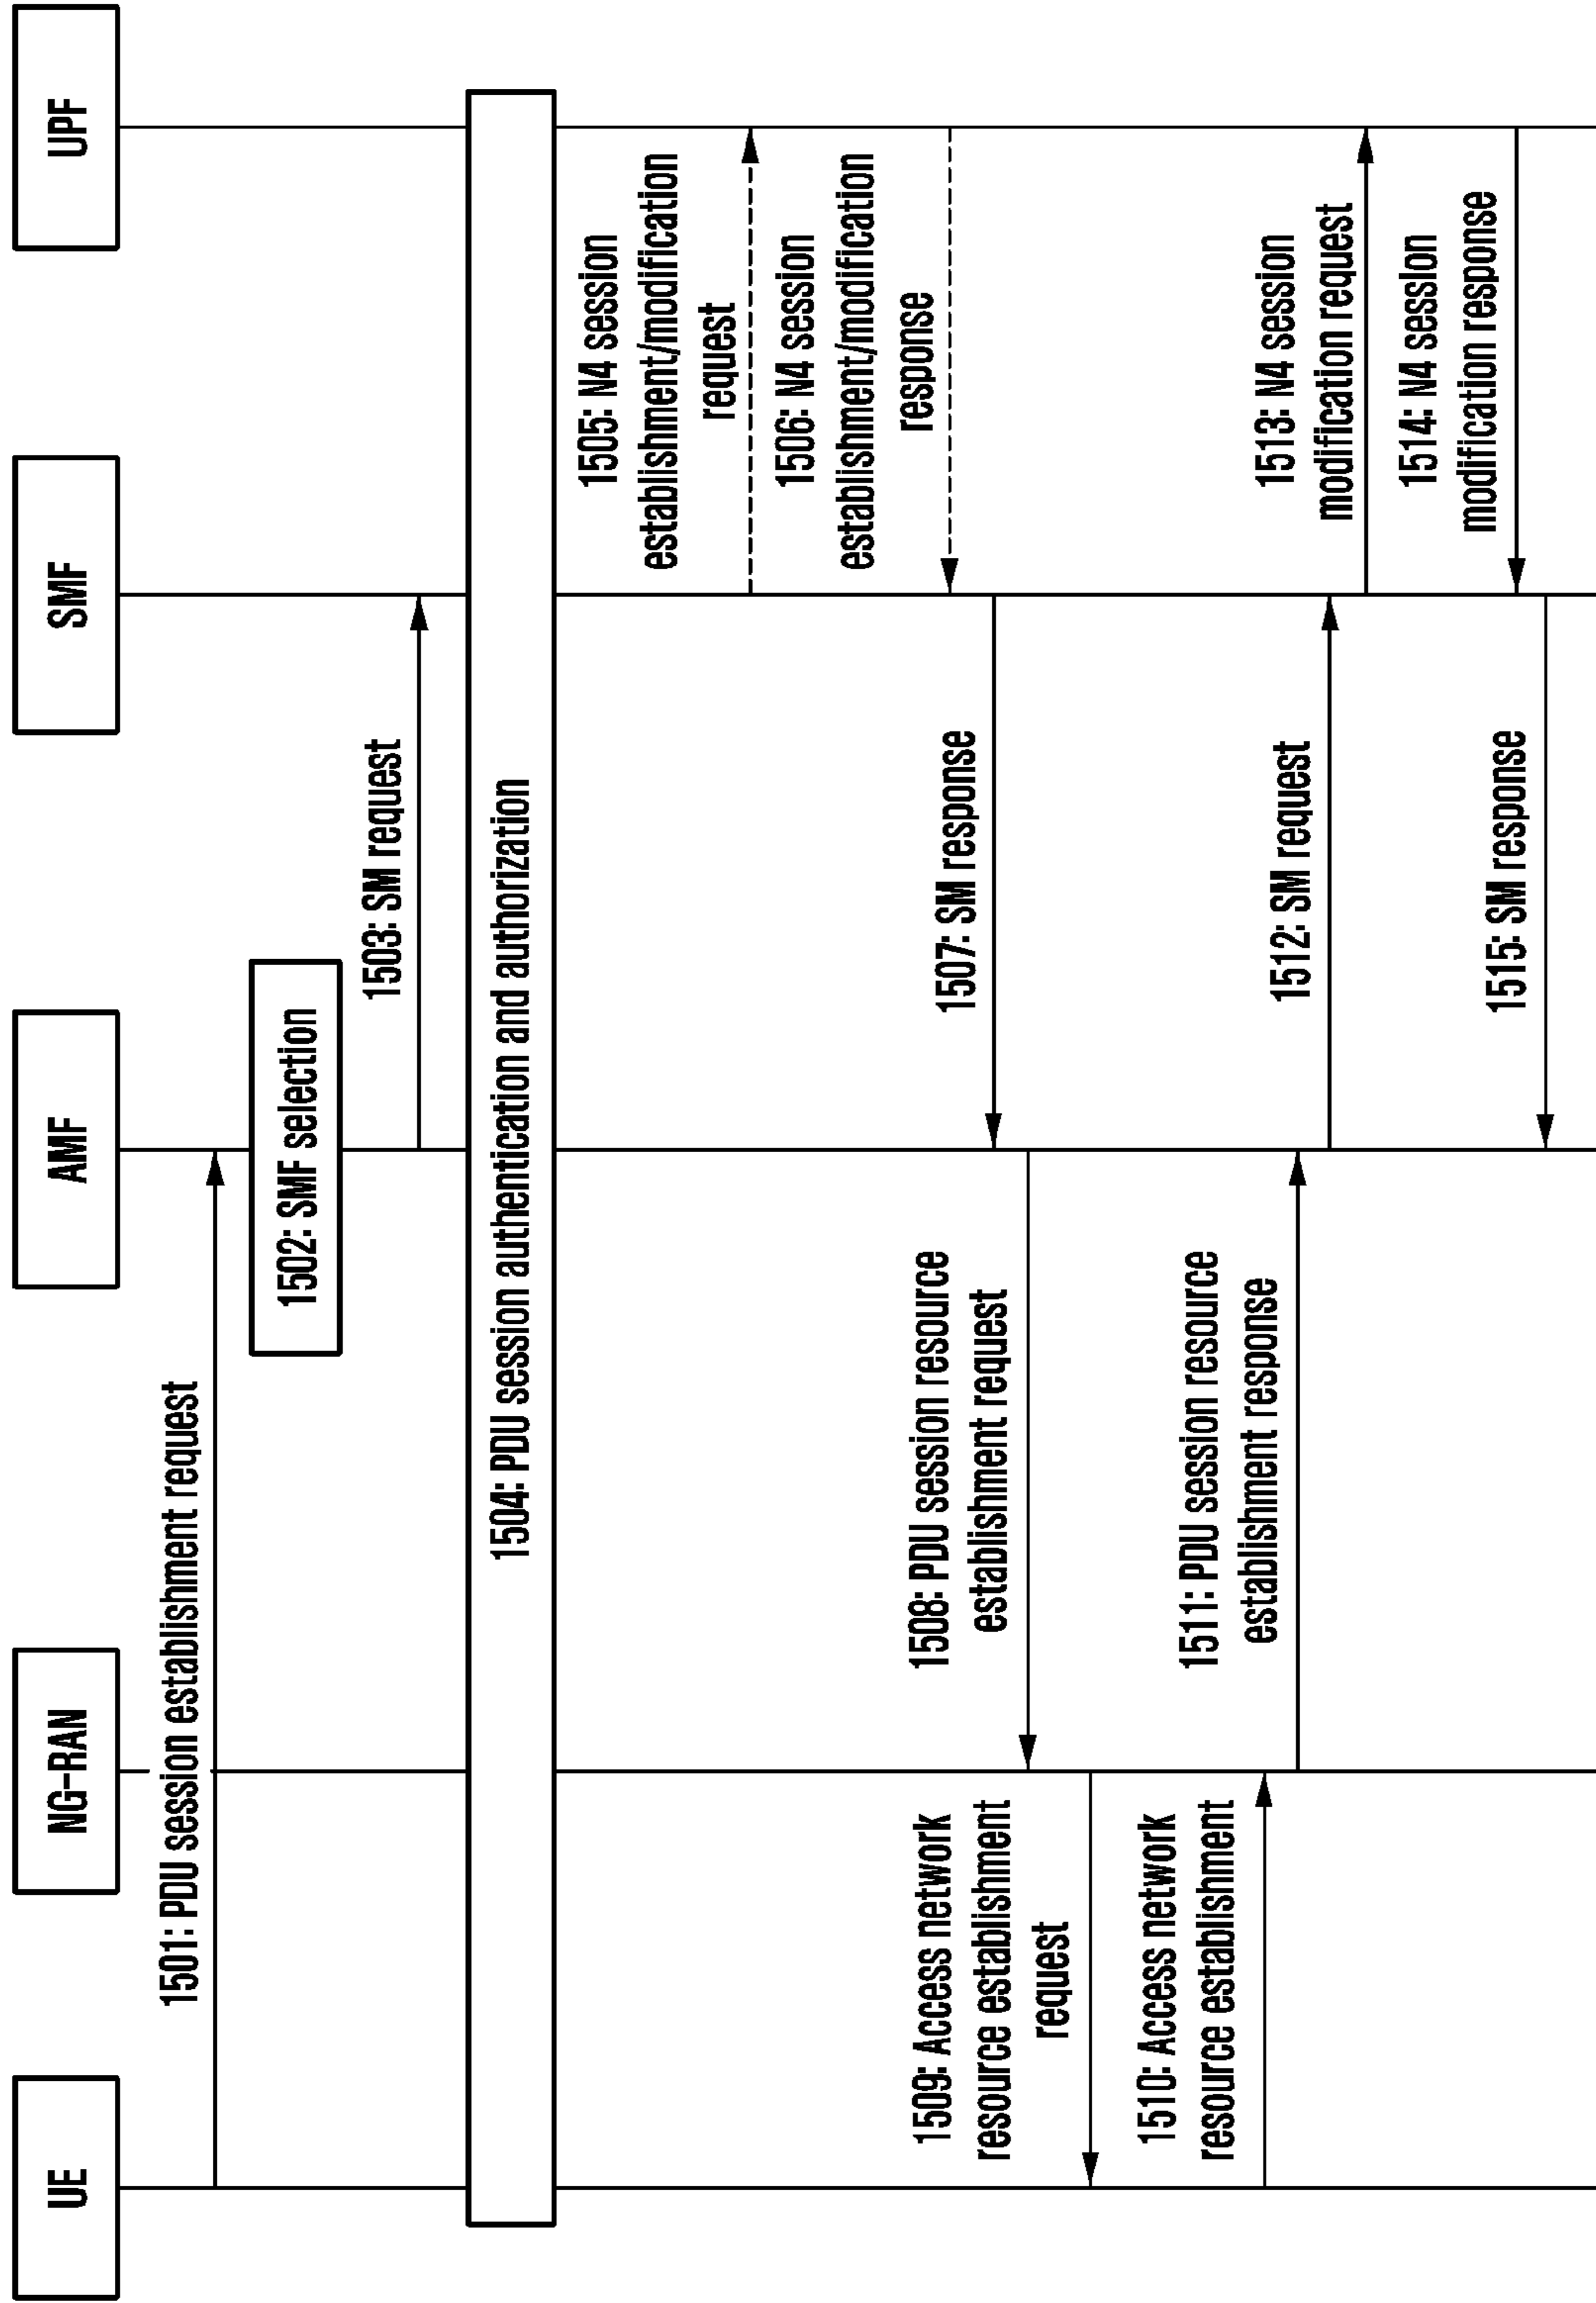 UE
NG-RAN
AMF
SMF
UPF
1501: PDU session establishment request
1502: SMF selection
1503: SM request
1504: PDU session authentication and authorization
1505: N4 session
establishment/modification
request
1506: N4 session
establishment/modification
response
1507: SM response
1508: PDU session resource
establishment request
1509: Access network
resource establishment
request
1510: Access network
resource establishment
1511: PDU session resource
establishment response
1512: SM request
1513: N4 session
modification request
1514: N4 session
modification response
1515: SM response